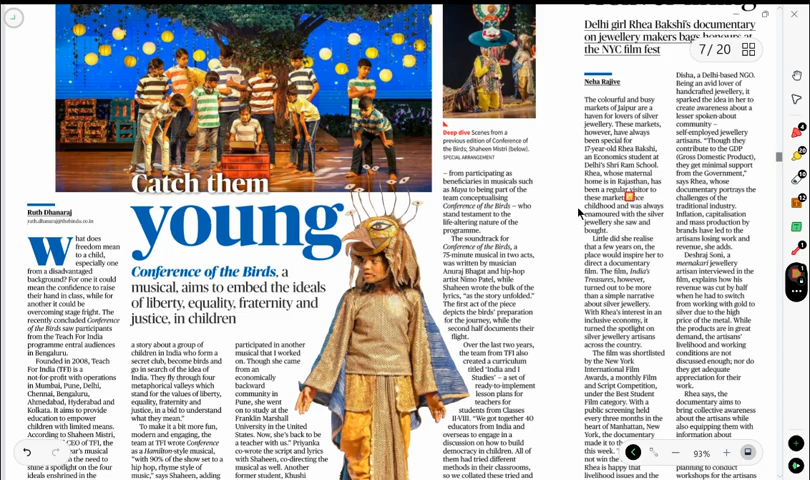 Delhi girl Rhea Bakshi's documentary
on jewellery makers bags honours at
the NYC film fest
7 / 20
Deep dive Scenes from a
previous edition of Conference of
the Birds; Shaheen Mistri (below).
SPECIAL ARRANGEMENT
Catch them
young
Conference of the Birds, a
musical, aims to embed the ideals
of liberty, equality, fraternity and
justice, in children
Ruth Dhanaraj
ruth.dhanaraj@thehindu.co.in
What does
freedom mean
to a child,
especially one
from a disadvantaged
background? For one it could
mean the confidence to raise
their hand in class, while for
another it could be
overcoming stage fright. The
recently concluded Conference
of the Birds saw participants
from the Teach For India
programme entral audiences
in Bengaluru.
Founded in 2008, Teach
For India (TFI) is a
not-for-profit with operations
in Mumbai, Pune, Delhi,
Chennai, Bengaluru,
Ahmedabad, Hyderabad and
Kolkata. It aims to provide
education to empower
children with limited means.
According to Shaheen
CEO of TFI, the
year's musical
the need to
shine a spotlight on the four
ideals enshrined in the
a story about a group of
children in India who form a
secret club, become birds and
go in search of the idea of
India. They fly through four
metaphorical valleys which
stand for the values of liberty,
equality, fraternity and
justice, in a bid to understand
what they mean."
To make it a bit more fun,
modern and engaging, the
team at TFI wrote Conference
as a Hamilton-style musical,
"with 90% of the show set to
hip hop, rhyme style of
music," says Shaheen, adding
participated in another
musical that I worked
on. Though she came
from an
economically
backward
community in
Pune, she went
on to study at the
Franklin Marshall
University in the United
States. Now, she's back to
be a teacher with us." Priyanka
co-wrote the script and lyrics
with Shaheen, co-directing the
musical as well. Another
former student, Khushi
– from participating as
beneficiaries in musicals such
as Maya to being part of the
team conceptualising
Conference of the Birds – who
stand testament to the
life-altering nature of the
programme.
The soundtrack for
Conference of the Birds, a
75-minute musical in two acts,
was written by musician
Anuraj Bhagat and hip-hop
artist Nimo Patel, while
Shaheen wrote the bulk of the
lyrics, "as the story unfolded."
The first act of the piece
depicts the birds' preparation
for the journey, while the
second half documents their
flight.
Over the last two years,
the team from TFI also
created a curriculum
titled 'India and I
Studies' – a set of
ready-to-implement
lesson plans for
teachers for
students from Classes
II-VIII. "We got together 40
educators from India and
overseas to engage in a
discussion on how to build
democracy in children. All of
them had tried different
methods in their classrooms,
so we collated these tried and
Neha Rajive
The colourful and busy
markets of Jaipur are a
haven for lovers of silver
jewellery. These markets,
however, have always
been special for
17-year-old Rhea Bakshi,
an Economics student at
Delhi's Shri Ram School.
Rhea, whose maternal
home is in Rajasthan, has
been a regular visitor to
these markets
childhood and was always
enamoured with the silver
jewellery she saw and
bought.
Little did she realise
that a few years on, the
place would inspire her to
direct a documentary
film. The film, India's
Treasures, however,
turned out to be more
than a simple narrative
about silver jewellery.
With Rhea's interest in an
inclusive economy, it
turned the spotlight on
silver jewellery artisans
across the country.
The film was shortlisted
by the New York
International Film
Awards, a monthly Film
and Script Competition,
under the Best Student
Film category. With a
public screening held
every three months in the
heart of Manhattan, New
York, the documentary
made it to th
this week. T
not win in the
Rhea is happy that
livelihood issues and the
Disha, a Delhi-based NGO.
Being an avid lover of
handcrafted jewellery, it
sparked the idea in her to
create awareness about a
lesser spoken-about
community –
self-employed jewellery
artisans. "Though they
contribute to the GDP
(Gross Domestic Product),
they get minimal support
from the Government,"
says Rhea, whose
documentary portrays the
challenges of the
traditional industry.
Inflation, capitalisation
and mass production by
brands have led to the
artisans losing work and
revenue, she adds.
Deshraj Soni, a
meenakari jewellery
artisan interviewed in the
film, explains how his
revenue was cut by half
when he had to switch
from working with gold to
silver due to the high
price of the metal. While
the products are in great
demand, the artisans'
livelihood and working
conditions are not
discussed enough; nor do
they get adequate
appreciation for their
work.
Rhea says, the
documentary aims to
bring collective awareness
about the artisans while
also equipping them with
information about
planning to conduct
workshops for the artisans
93%